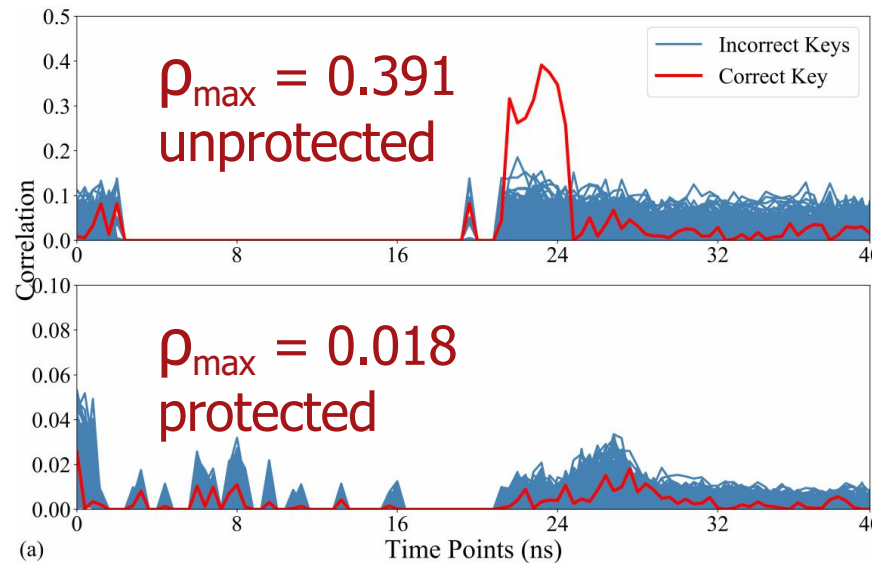 0.5
0.4
0.3
0.2
0.1
0.0
ρmax = 0.391
unprotected
Incorrect Keys
Correct Key
0 8 16 24 32 40
Correlation
0.10
0.08
0.06
0.04
0.02
0.00
ρmax = 0.018
protected
0 8 16 24 32 40
(a) Time Points (ns)